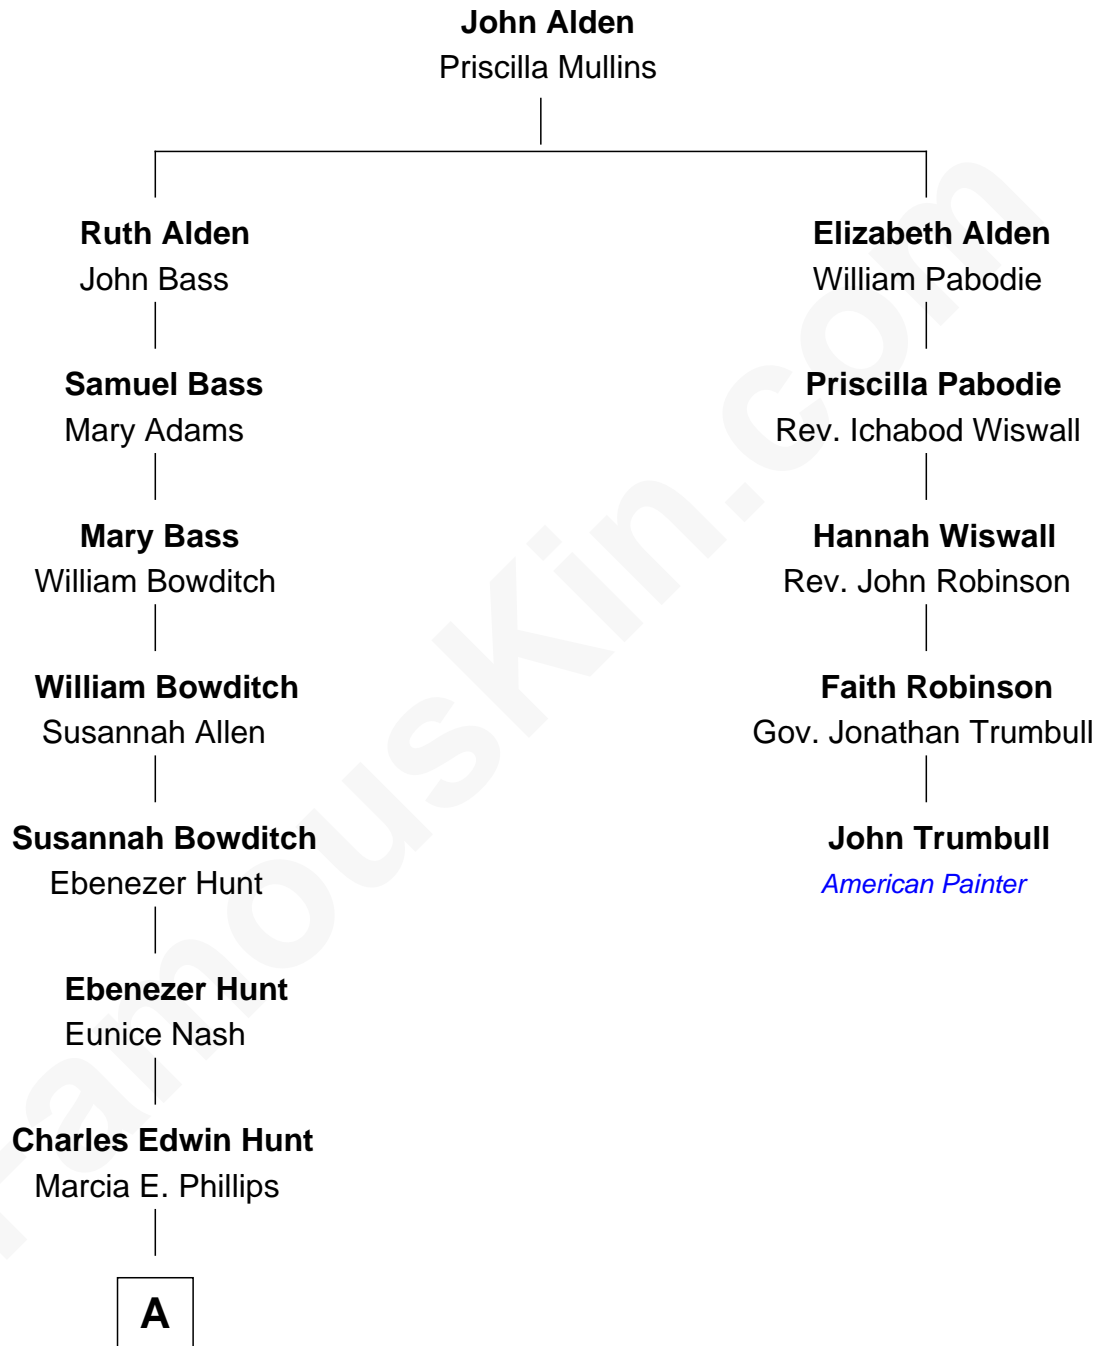 John Alden
Priscilla Mullins
Ruth Alden
John Bass
Elizabeth Alden
William Pabodie
Samuel Bass
Mary Adams
Priscilla Pabodie
Rev. Ichabod Wiswall
Mary Bass
William Bowditch
Hannah Wiswall
Rev. John Robinson
William Bowditch
Susannah Allen
Faith Robinson
Gov. Jonathan Trumbull
Susannah Bowditch
Ebenezer Hunt
John Trumbull
American Painter
Ebenezer Hunt
Eunice Nash
Charles Edwin Hunt
Marcia E. Phillips
A
FamousKin.com